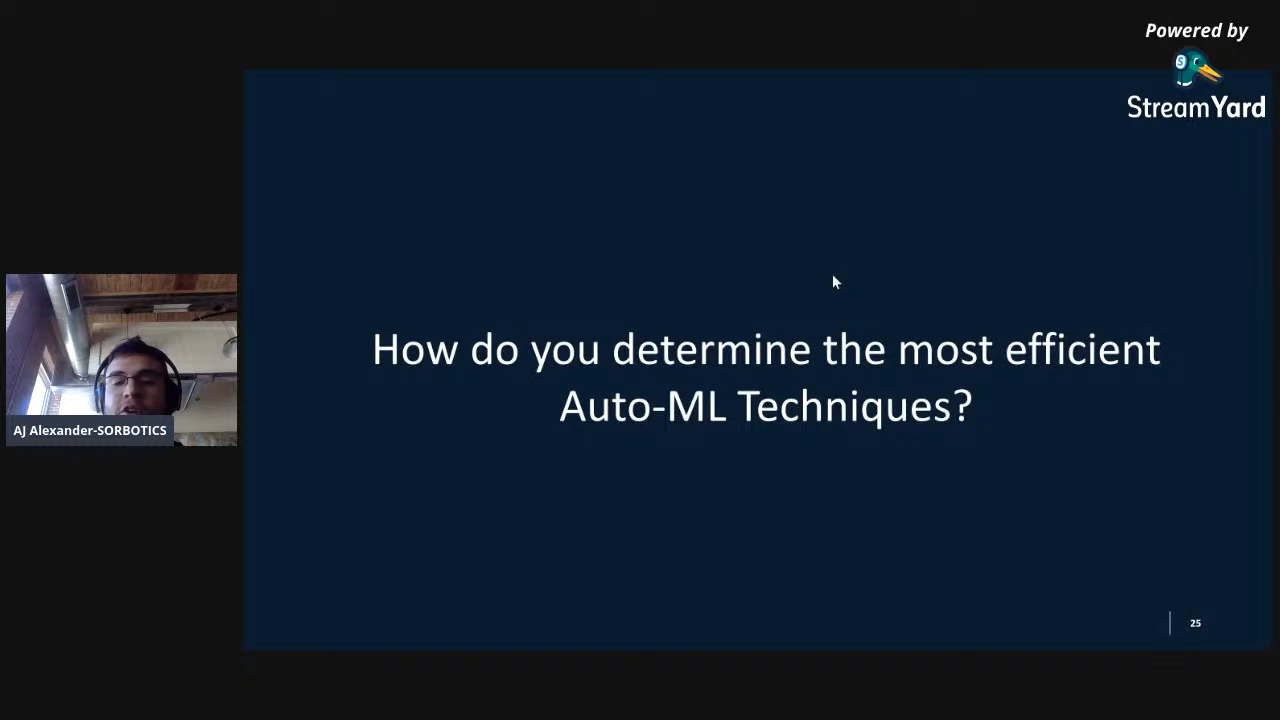 Powered by
StreamYard
How do you determine the most efficient
Auto-ML Techniques?
AJ Alexander-SORBOTICS
25